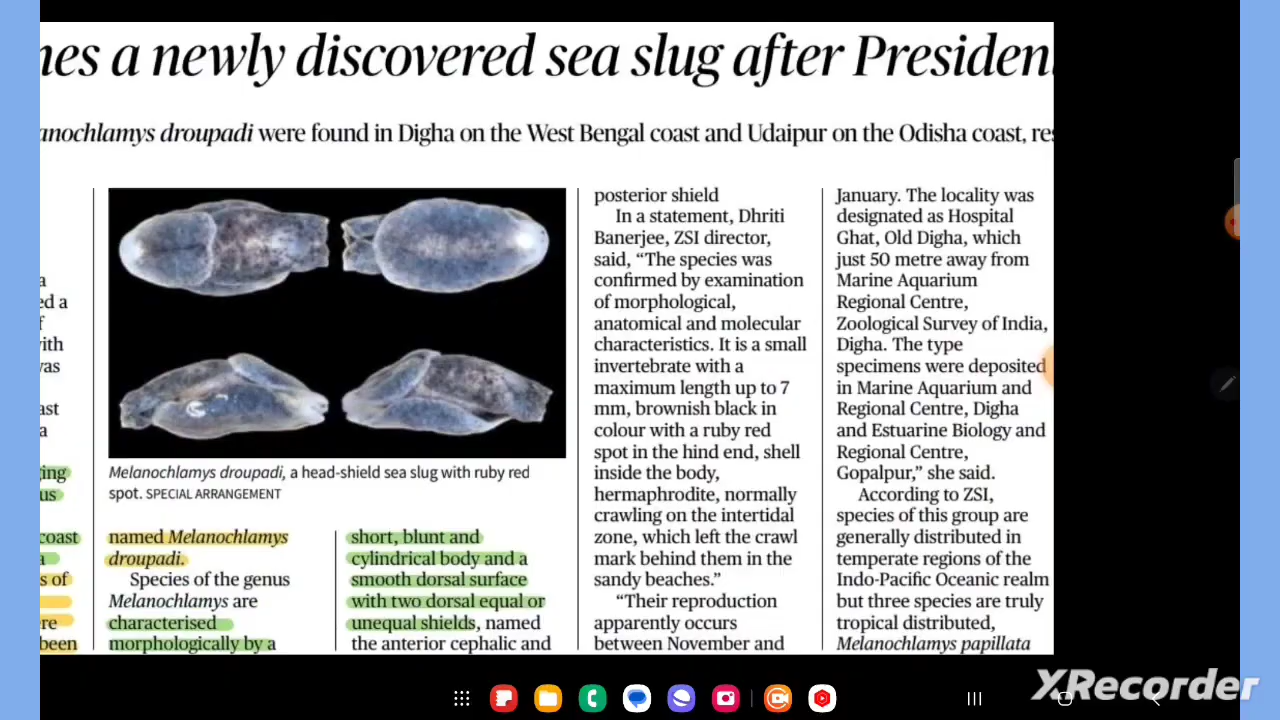 nes a newly discovered sea slug after Presiden
anochlamys droupadi were found in Digha on the West Bengal coast and Udaipur on the Odisha coast, res
a
ed a
f
vith
vas
ast
a
ging
us
coast
a
s of
re
been
Melanochlamys droupadi, a head-shield sea slug with ruby red
spot. SPECIAL ARRANGEMENT
named Melanochlamys
droupadi.
Species of the genus
Melanochlamys are
characterised
morphologically by a
short, blunt and
cylindrical body and a
smooth dorsal surface
with two dorsal equal or
unequal shields, named
the anterior cephalic and
posterior shield
In a statement, Dhriti
Banerjee, ZSI director,
said, “The species was
confirmed by examination
of morphological,
anatomical and molecular
characteristics. It is a small
invertebrate with a
maximum length up to 7
mm, brownish black in
colour with a ruby red
spot in the hind end, shell
inside the body,
hermaphrodite, normally
crawling on the intertidal
zone, which left the crawl
mark behind them in the
sandy beaches.”
“Their reproduction
apparently occurs
between November and
January. The locality was
designated as Hospital
Ghat, Old Digha, which
just 50 metre away from
Marine Aquarium
Regional Centre,
Zoological Survey of India,
Digha. The type
specimens were deposited
in Marine Aquarium and
Regional Centre, Digha
and Estuarine Biology and
Regional Centre,
Gopalpur,” she said.
According to ZSI,
species of this group are
generally distributed in
temperate regions of the
Indo-Pacific Oceanic realm
but three species are truly
tropical distributed,
Melanochlamys papillata
XRecorder